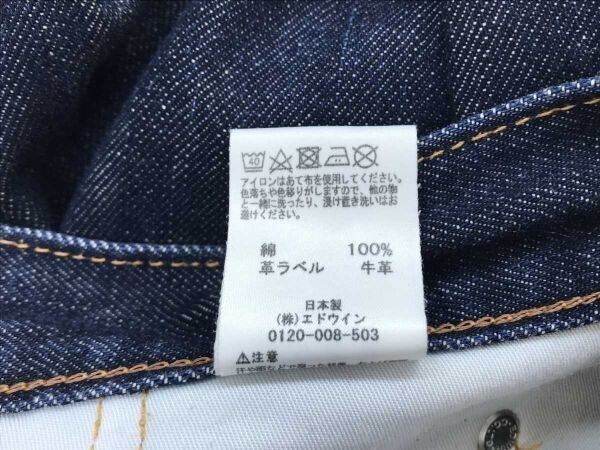 40
アイロンはあて布を使用してください。
色落ちや色移りがしますので、他の物
と一緒に洗ったり、浸け置き洗いはお
避けください。
綿 100%
革ラベル 牛革
日本製
(株)エドウイン
0120-008-503
⚠注意